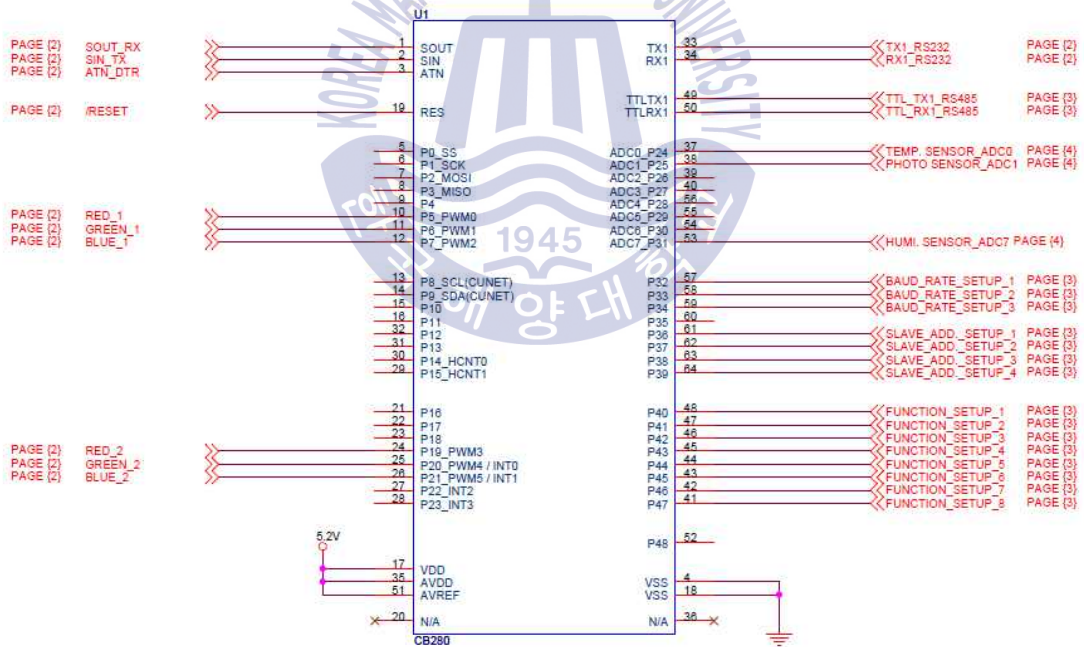 U1
PAGE {2} SOUT_RX 1 SOUT TX1 33 TX1_RS232 PAGE {2}
PAGE {2} SIN_TX 2 SIN RX1 34 RX1_RS232 PAGE {2}
PAGE {2} ATN_DTR 3 ATN
TTLTX1 49 TTL_TX1_RS485 PAGE {3}
PAGE {2} /RESET 19 RES TTLRX1 50 TTL_RX1_RS485 PAGE {3}
5 P0_SS ADC0_P24 37 TEMP. SENSOR_ADC0 PAGE {4}
6 P1_SCK ADC1_P25 38 PHOTO SENSOR_ADC1 PAGE {4}
7 P2_MOSI ADC2_P26 39
8 P3_MISO ADC3_P27 40
9 P4 ADC4_P28 56
PAGE {2} RED_1 10 P5_PWM0 ADC5_P29 55
PAGE {2} GREEN_1 11 P6_PWM1 ADC6_P30 54
PAGE {2} BLUE_1 12 P7_PWM2 ADC7_P31 53 HUMI. SENSOR_ADC7 PAGE {4}
13 P8_SCL(CUNET) P32 57 BAUD_RATE_SETUP_1 PAGE {3}
14 P9_SDA(CUNET) P33 58 BAUD_RATE_SETUP_2 PAGE {3}
15 P10 P34 59 BAUD_RATE_SETUP_3 PAGE {3}
16 P11 P35 60
32 P12 P36 61 SLAVE_ADD._SETUP_1 PAGE {3}
31 P13 P37 62 SLAVE_ADD._SETUP_2 PAGE {3}
30 P14_HCNT0 P38 63 SLAVE_ADD._SETUP_3 PAGE {3}
29 P15_HCNT1 P39 64 SLAVE_ADD._SETUP_4 PAGE {3}
21 P16 P40 48 FUNCTION_SETUP_1 PAGE {3}
22 P17 P41 47 FUNCTION_SETUP_2 PAGE {3}
23 P18 P42 46 FUNCTION_SETUP_3 PAGE {3}
PAGE {2} RED_2 24 P19_PWM3 P43 45 FUNCTION_SETUP_4 PAGE {3}
PAGE {2} GREEN_2 25 P20_PWM4 / INT0 P44 44 FUNCTION_SETUP_5 PAGE {3}
PAGE {2} BLUE_2 26 P21_PWM5 / INT1 P45 43 FUNCTION_SETUP_6 PAGE {3}
27 P22_INT2 P46 42 FUNCTION_SETUP_7 PAGE {3}
28 P23_INT3 P47 41 FUNCTION_SETUP_8 PAGE {3}
5.2V P48 52
17 VDD VSS 4
35 AVDD VSS 18
51 AVREF
20 N/A N/A 36
CB280
KOREA
1945
해양대